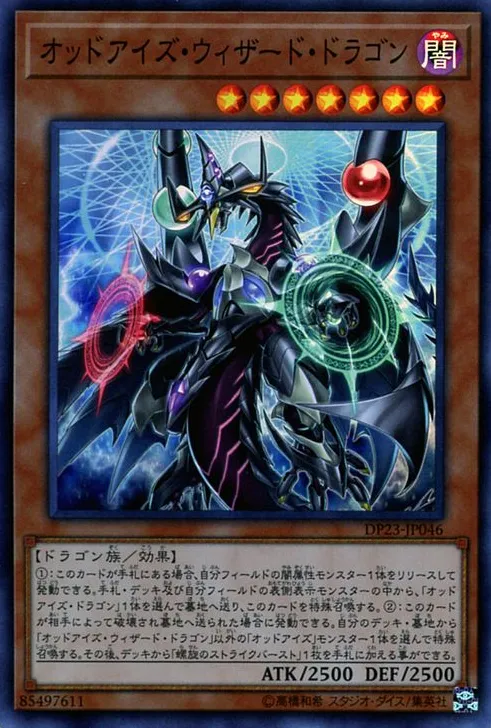 オッドアイズ・ウィザード・ドラゴン
闇
やみ
DP23-JP046
【ドラゴン族／効果】
①:このカードが手札にある場合、自分フィールドの闇属性モンスター1体をリリースして
発動できる。手札・デッキ及び自分フィールドの表側表示モンスターの中から、「オッド
アイズ・ドラゴン」1体を選んで墓地へ送り、このカードを特殊召喚する。②:このカード
が相手によって破壊され墓地へ送られた場合に発動できる。自分のデッキ・墓地から
「オッドアイズ・ウィザード・ドラゴン」以外の「オッドアイズ」モンスター1体を選んで特殊
召喚する。その後、デッキから「螺旋のストライクバースト」1枚を手札に加える事ができる。
ATK/2500 DEF/2500
85497611
©高橋和希 スタジオ・ダイス/集英社